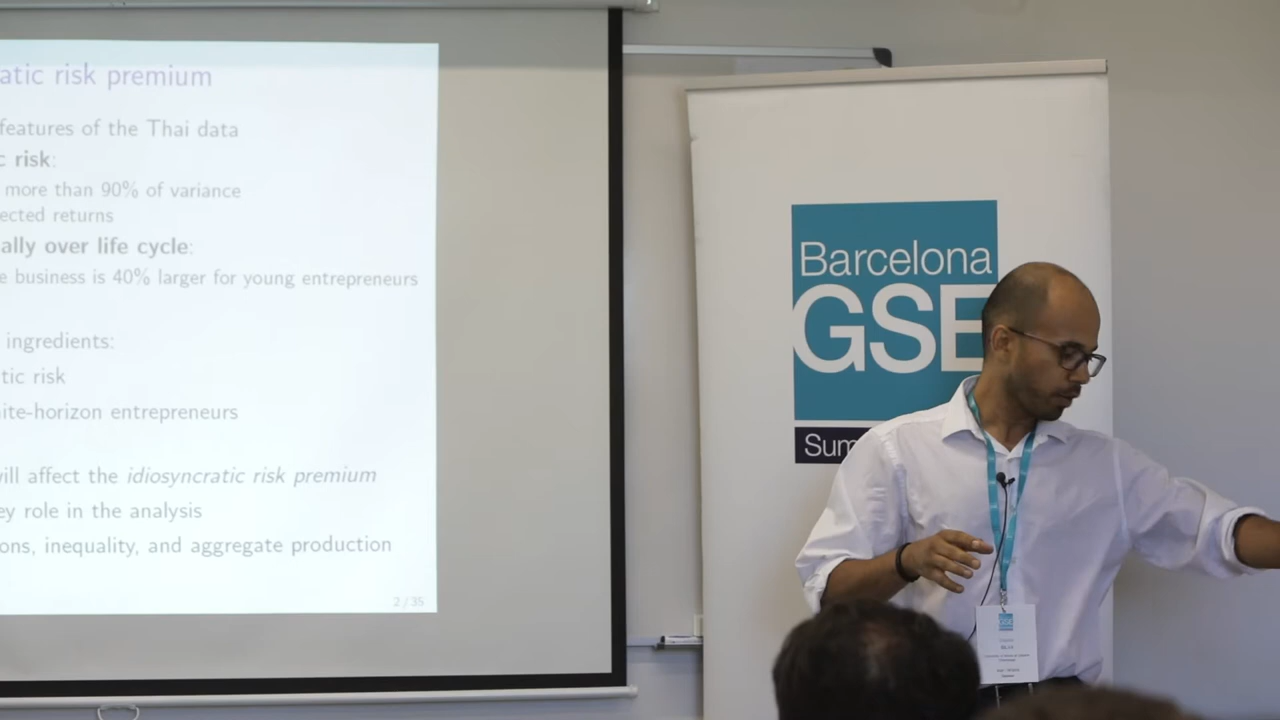 atic risk premium
features of the Thai data
c risk:
more than 90% of variance
ected returns
ally over life cycle:
e business is 40% larger for young entrepreneurs
ingredients:
tic risk
ite-horizon entrepreneurs
will affect the idiosyncratic risk premium
ey role in the analysis
ons, inequality, and aggregate production
2 / 35
Barcelona
GSE
Sum
GSE